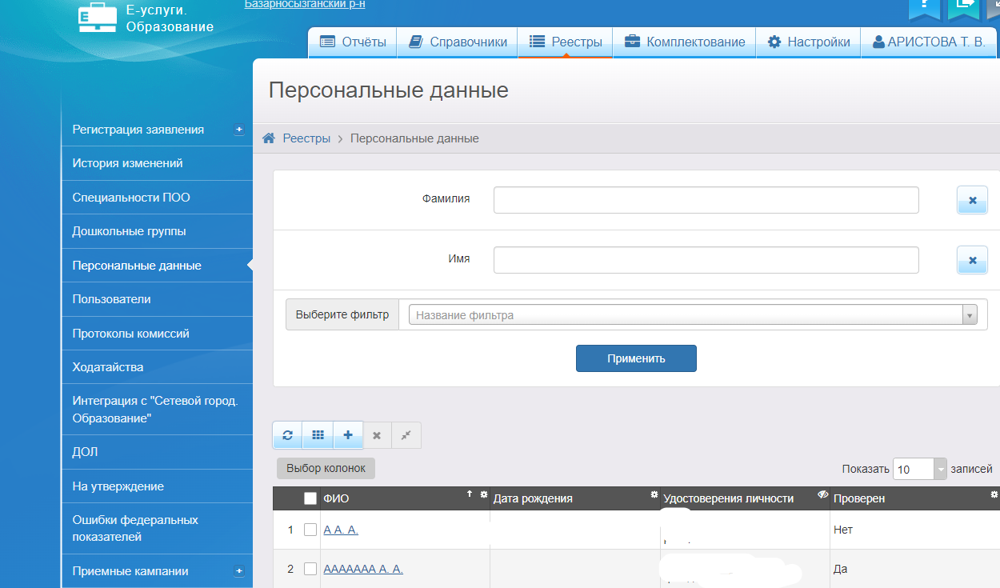 Базарносызганский р-н
Е-услуги.
Образование
Отчёты Справочники Реестры Комплектование Настройки АРИСТОВА Т. В.
Персональные данные
Реестры > Персональные данные
Регистрация заявления +
История изменений
Специальности ПОО
Дошкольные группы
Персональные данные
Пользователи
Протоколы комиссий
Ходатайства
Интеграция с "Сетевой город.
Образование"
ДОЛ
На утверждение
Ошибки федеральных
показателей
Приемные кампании +
Фамилия
Имя
Выберите фильтр Название фильтра
Применить
Выбор колонок
Показать 10 записей
ФИО Дата рождения Удостоверения личности Проверен
1 А А. А. Нет
2 ААААААА А. А. Да